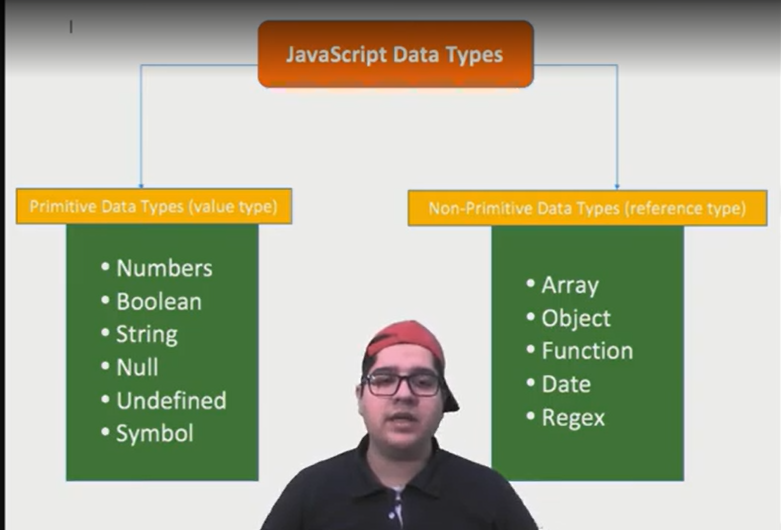 JavaScript Data Types
Primitive Data Types (value type)
• Numbers
• Boolean
• String
• Null
• Undefined
• Symbol
Non-Primitive Data Types (reference type)
• Array
• Object
• Function
• Date
• Regex